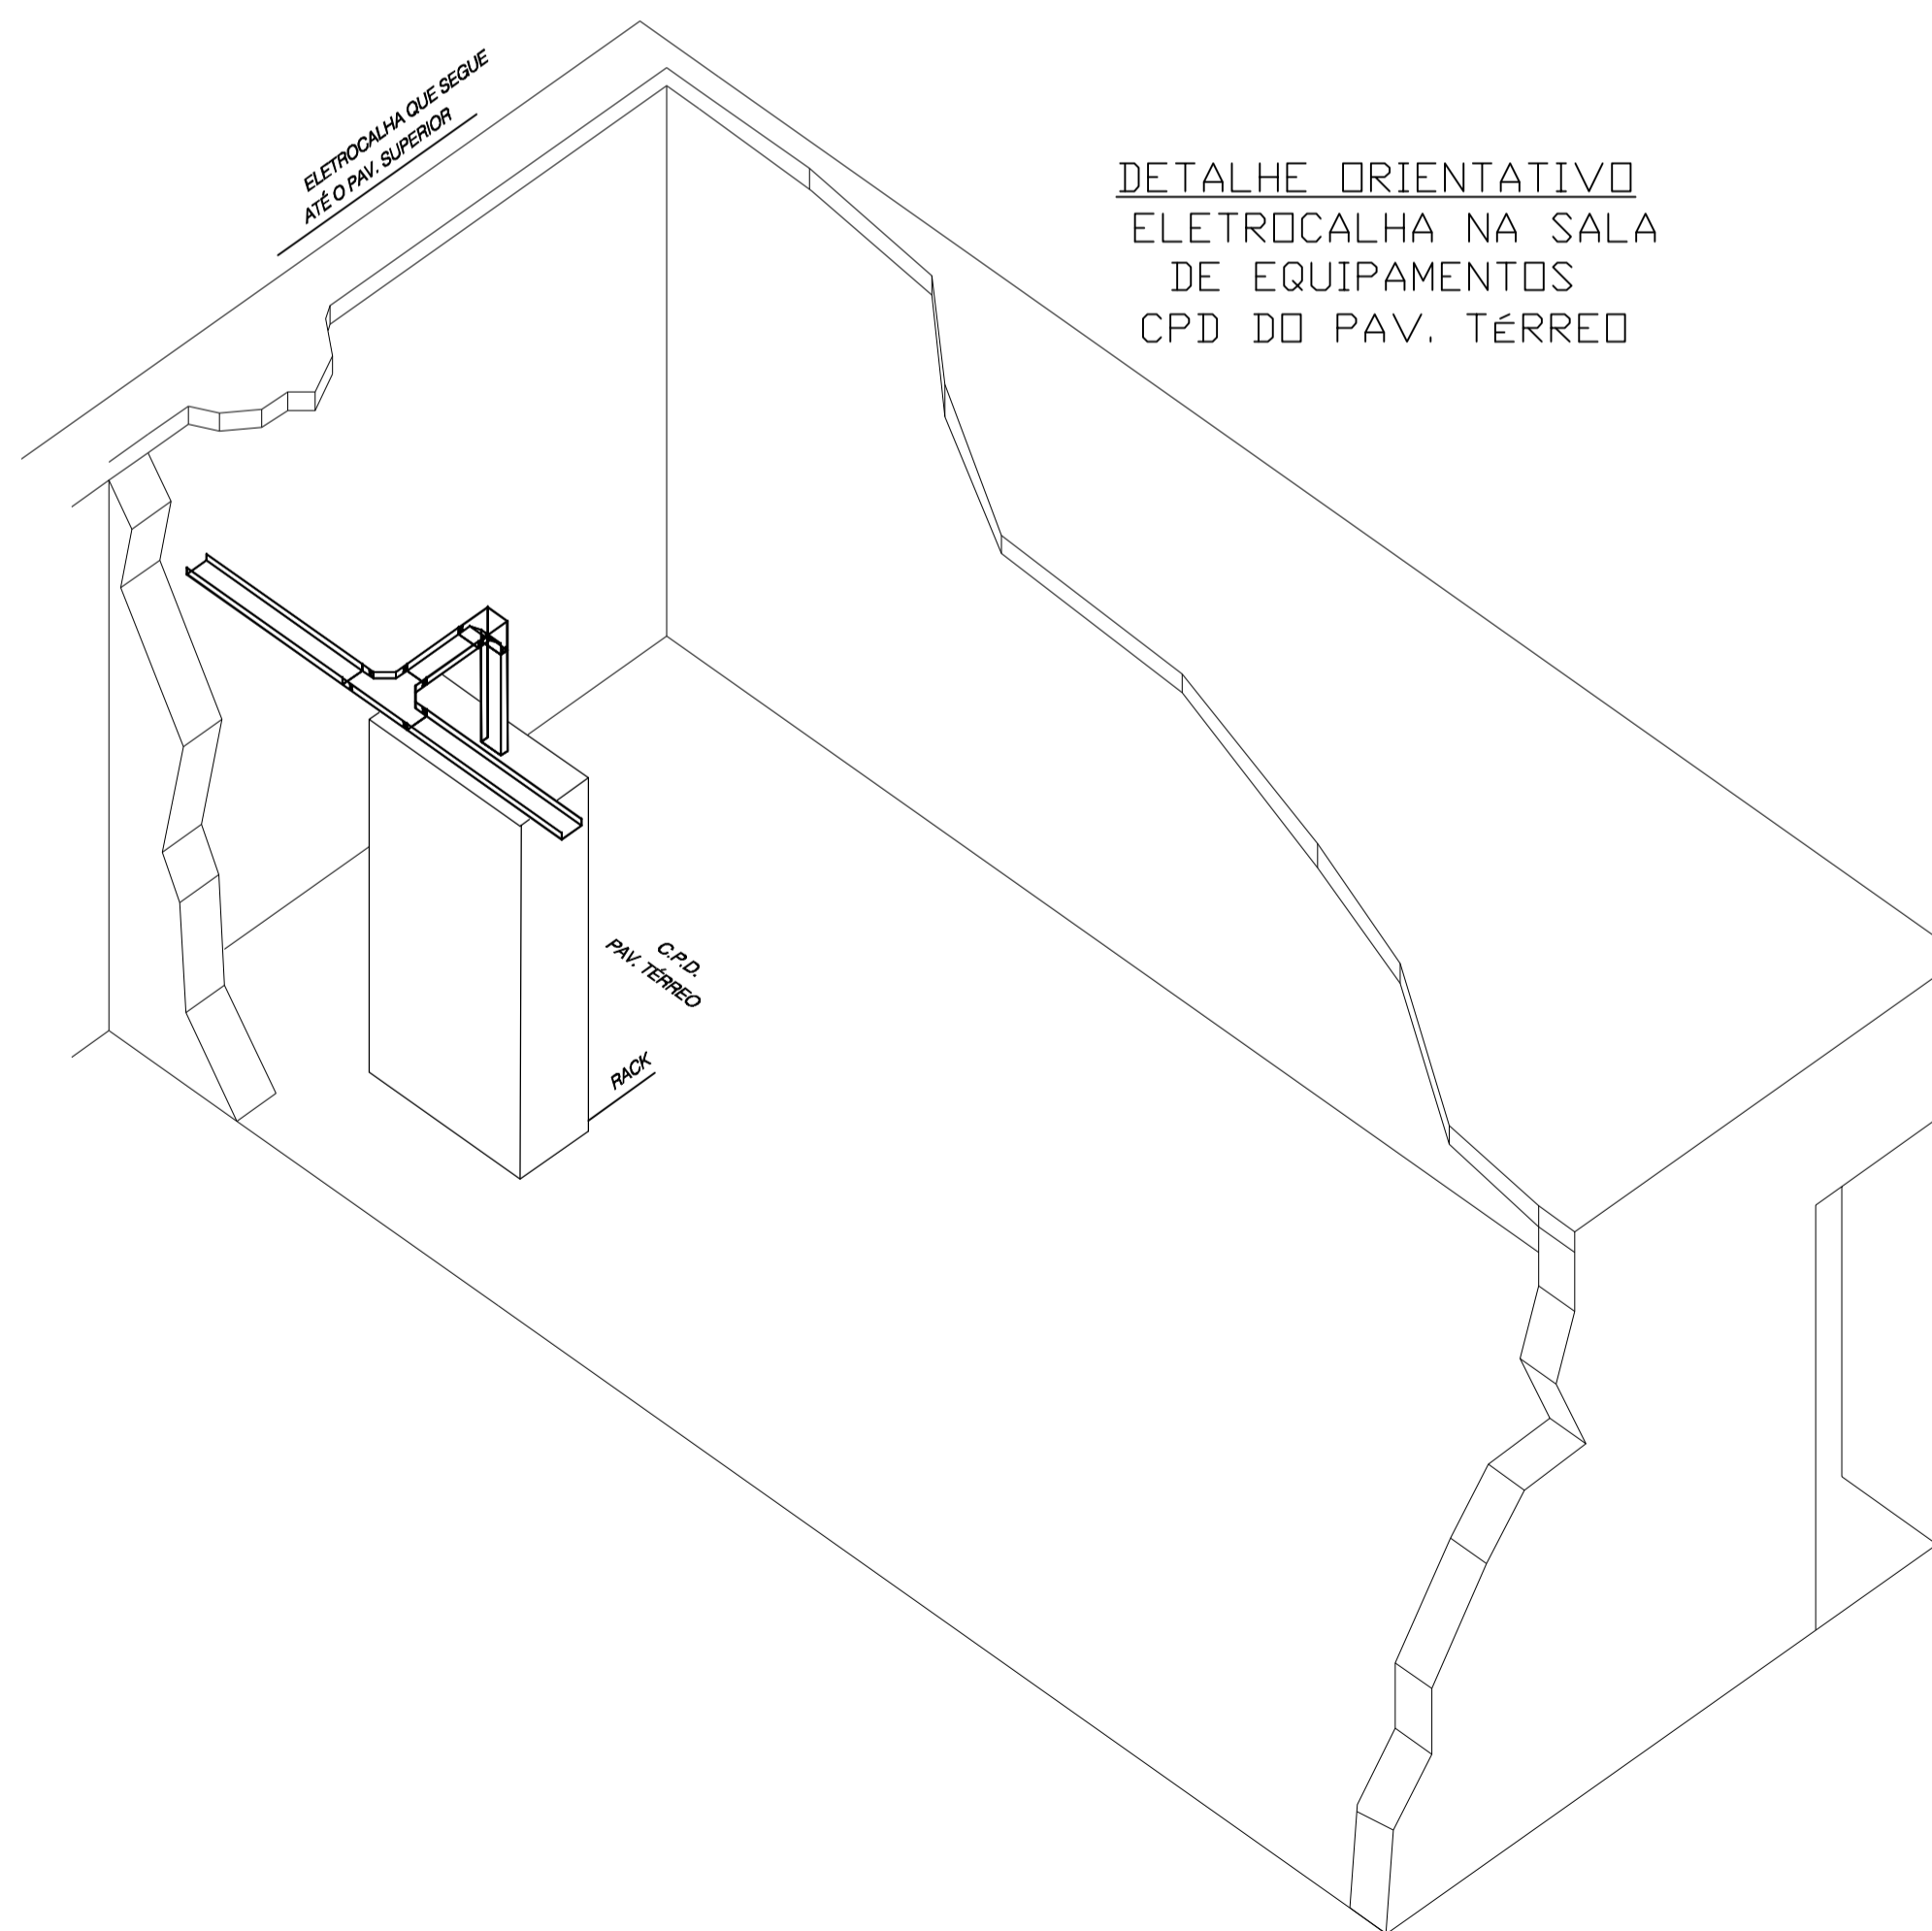 ELETROCALHA QUE SEGUE
ATÉ O PAV. SUPERIOR
DETALHE ORIENTATIVO
ELETROCALHA NA SALA
DE EQUIPAMENTOS
CPD DO PAV. TéRREO
C.P.D.
PAV. TÉRREO
RACK